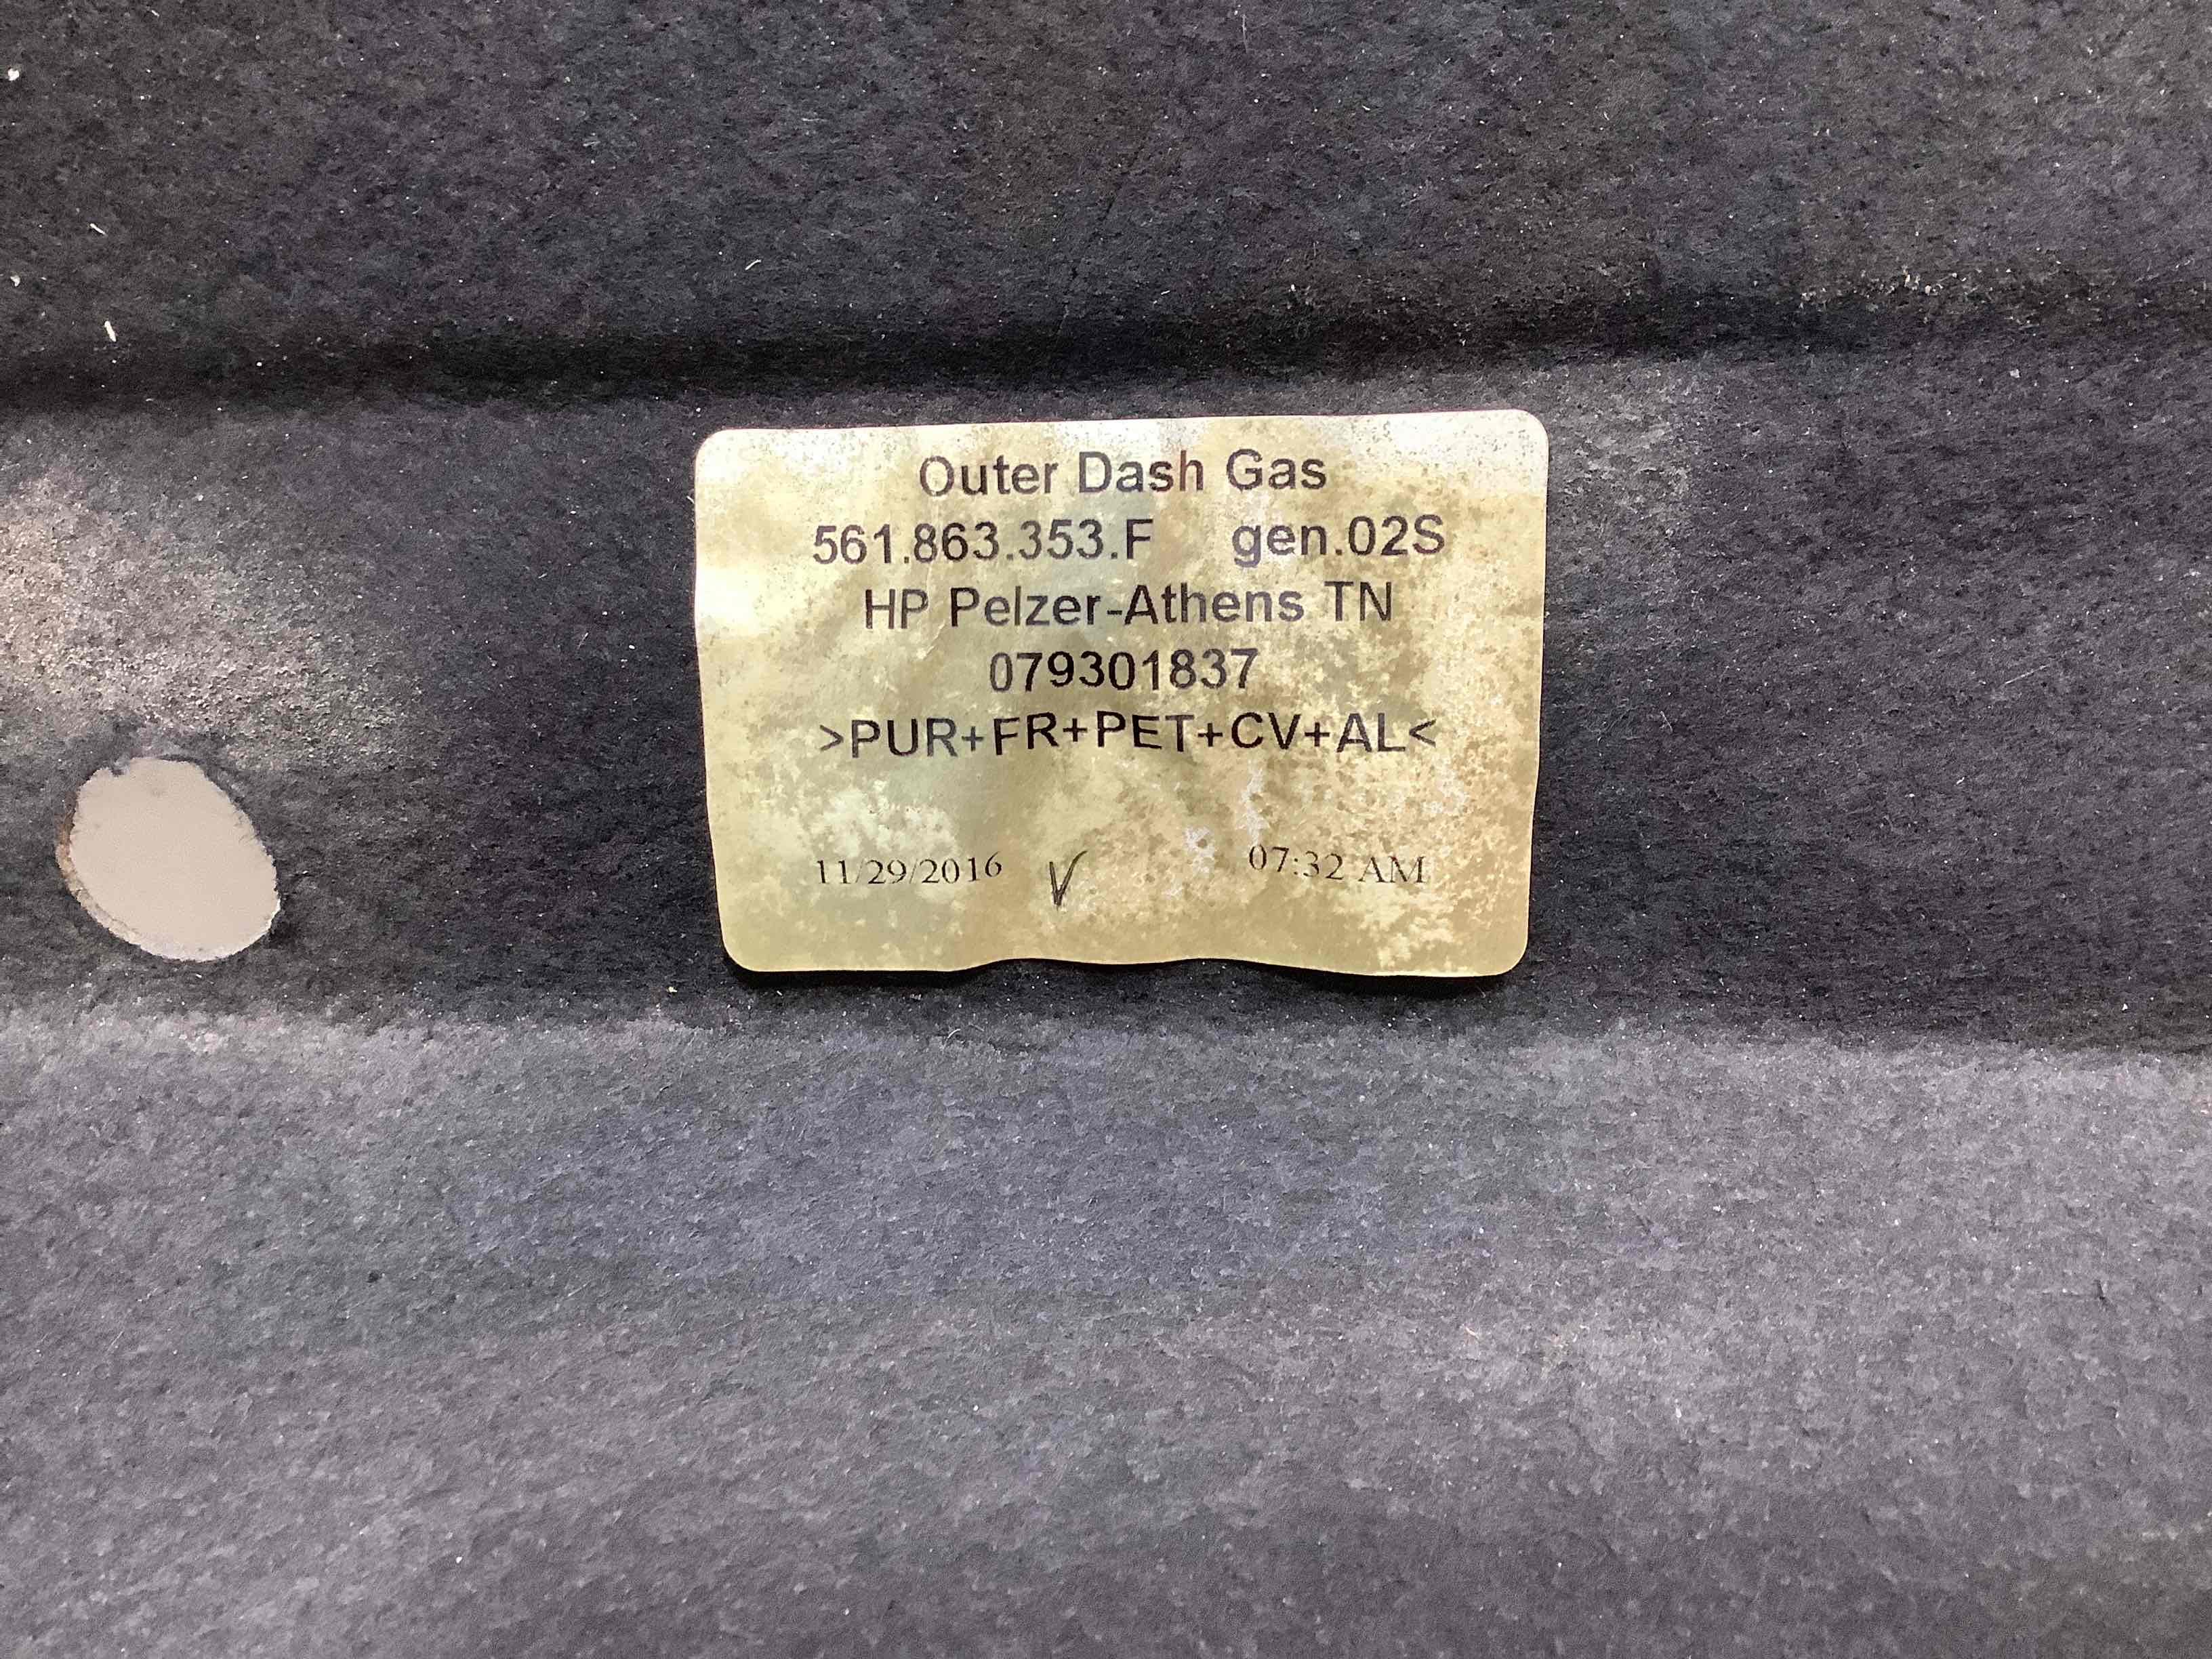 Outer Dash Gas
561.863.353.F gen.02S
HP Pelzer-Athens TN
079301837
>PUR+FR+PET+CV+AL<
11/29/2016 V 07:32 AM